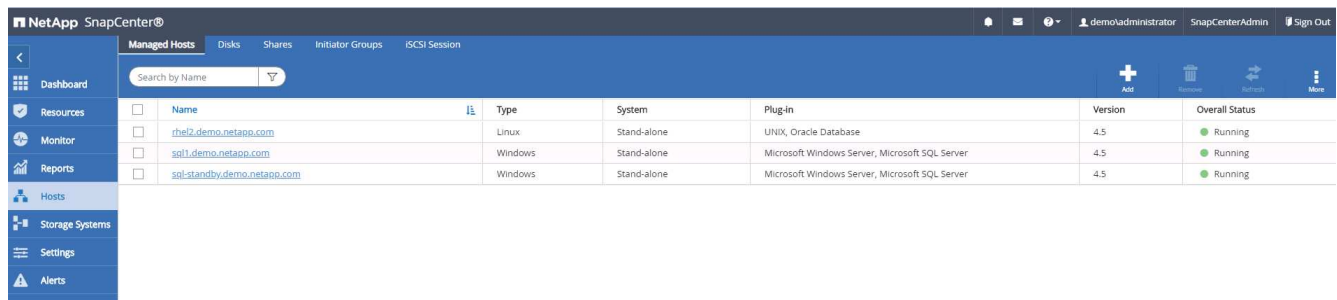 NetApp SnapCenter® demo\administrator SnapCenterAdmin Sign Out
Managed Hosts Disks Shares Initiator Groups iSCSI Session
Search by Name
Add Remove Refresh More
Dashboard
Resources
Monitor
Reports
Hosts
Storage Systems
Settings
Alerts
Name Type System Plug-in Version Overall Status
rhel2.demo.netapp.com Linux Stand-alone UNIX, Oracle Database 4.5 Running
sql1.demo.netapp.com Windows Stand-alone Microsoft Windows Server, Microsoft SQL Server 4.5 Running
sql-standby.demo.netapp.com Windows Stand-alone Microsoft Windows Server, Microsoft SQL Server 4.5 Running